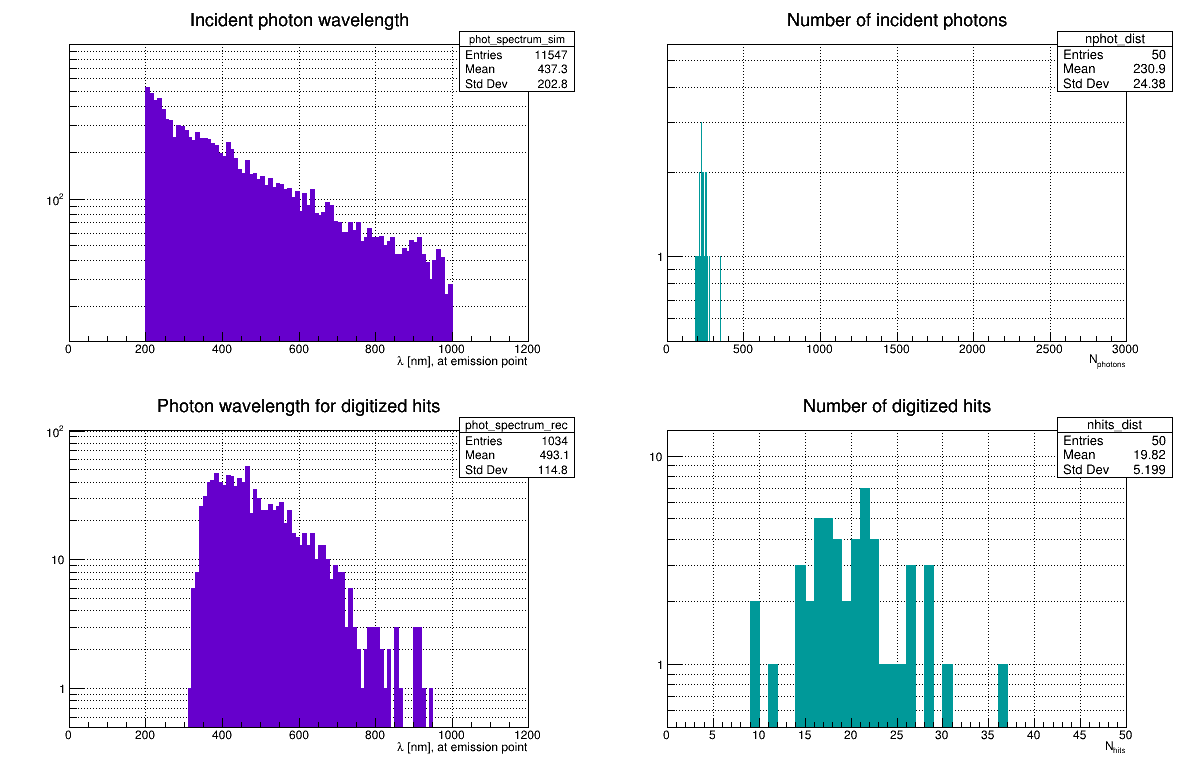 Incident photon wavelength
phot_spectrum_sim
Entries 11547
Mean 437.3
Std Dev 202.8
10²
0 200 400 600 800 1000 1200
λ [nm], at emission point
Number of incident photons
nphot_dist
Entries 50
Mean 230.9
Std Dev 24.38
1
0 500 1000 1500 2000 2500 3000
Nphotons
Photon wavelength for digitized hits
phot_spectrum_rec
Entries 1034
Mean 493.1
Std Dev 114.8
10²
10
1
0 200 400 600 800 1000 1200
λ [nm], at emission point
Number of digitized hits
nhits_dist
Entries 50
Mean 19.82
Std Dev 5.199
10
1
0 5 10 15 20 25 30 35 40 45 50
Nhits